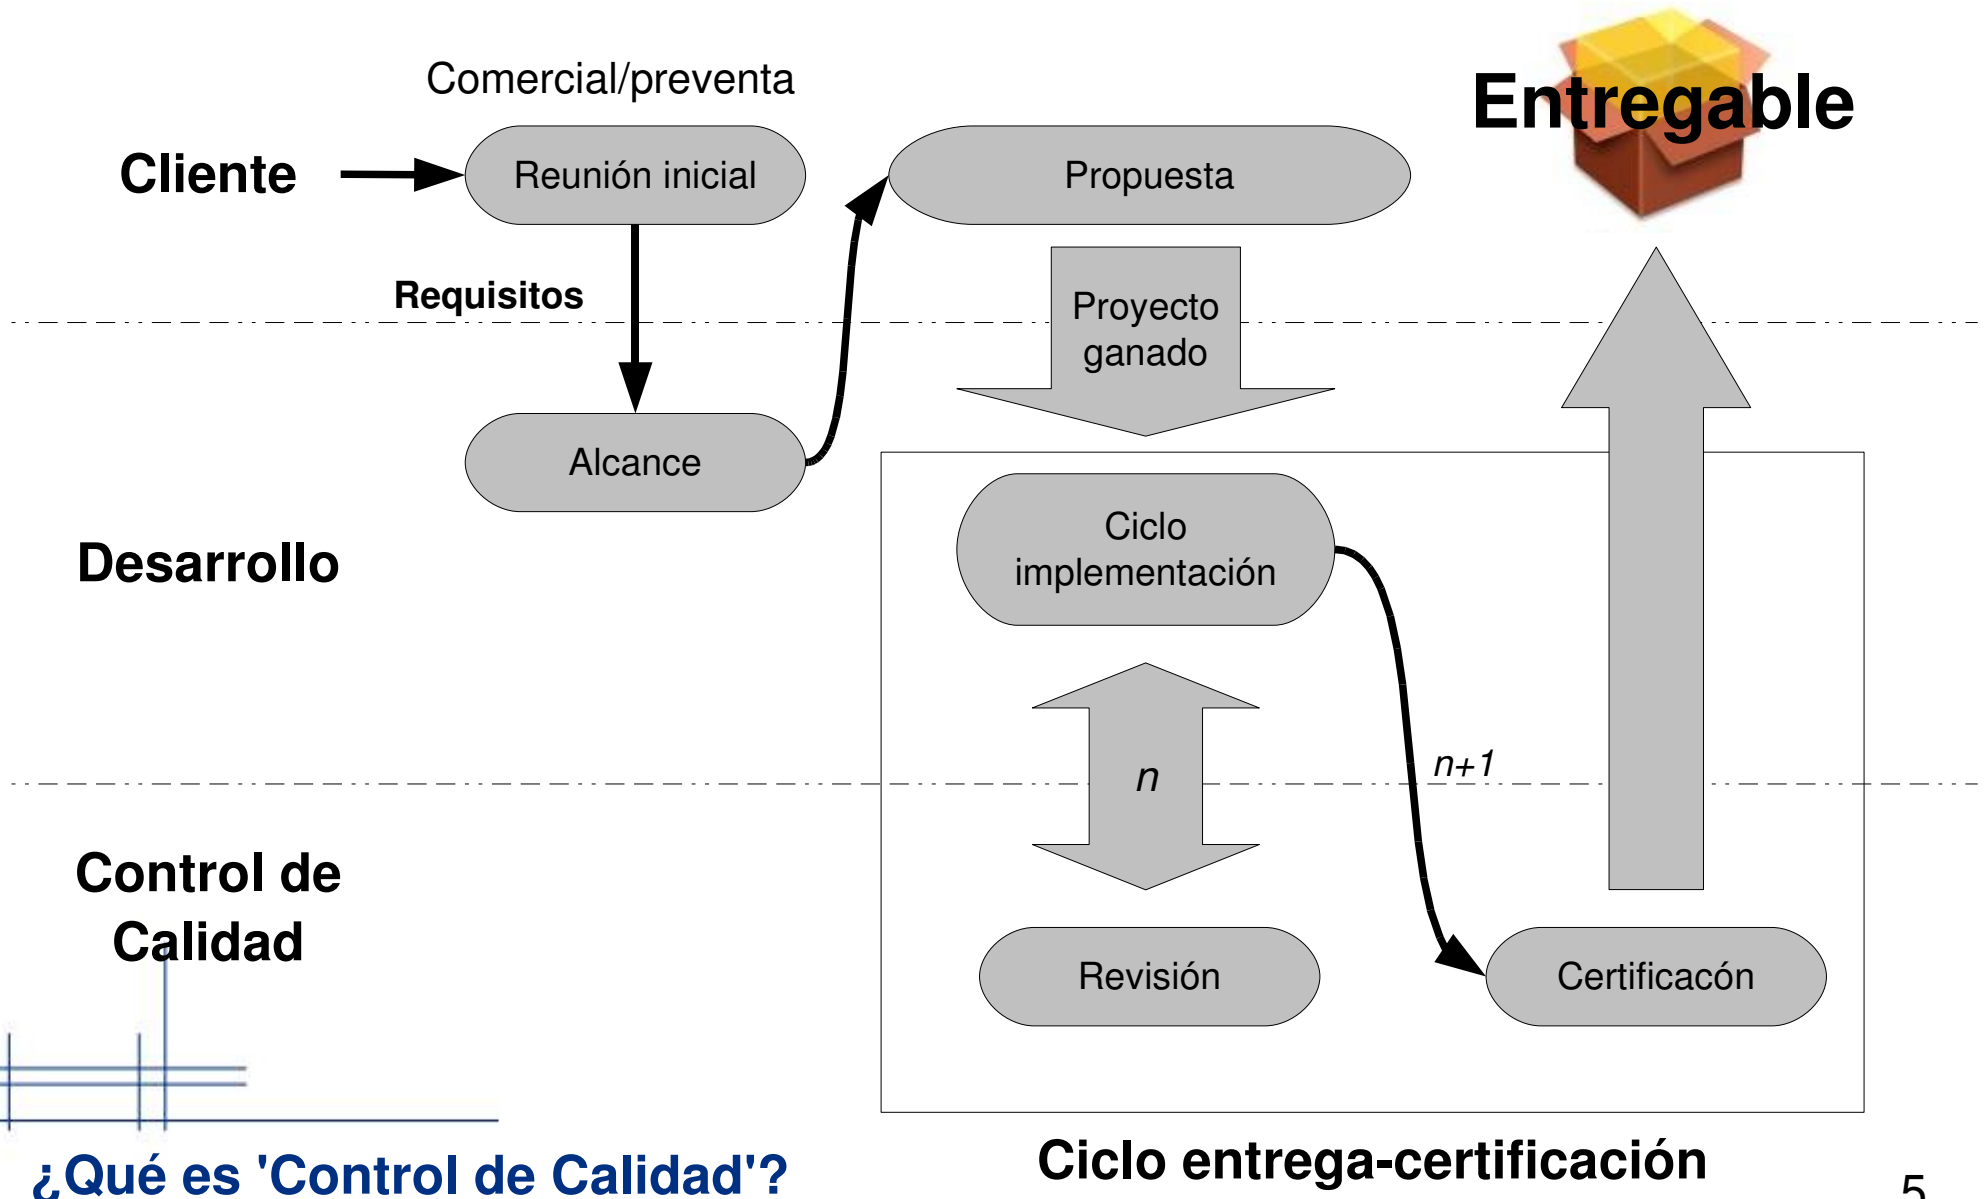 Comercial/preventa
Entregable
Cliente
Reunión inicial
Propuesta
Requisitos
Proyecto
ganado
Alcance
Desarrollo
Ciclo
implementación
n
n+1
Control de
Calidad
Revisión
Certificacón
¿Qué es 'Control de Calidad'?
Ciclo entrega-certificación
5